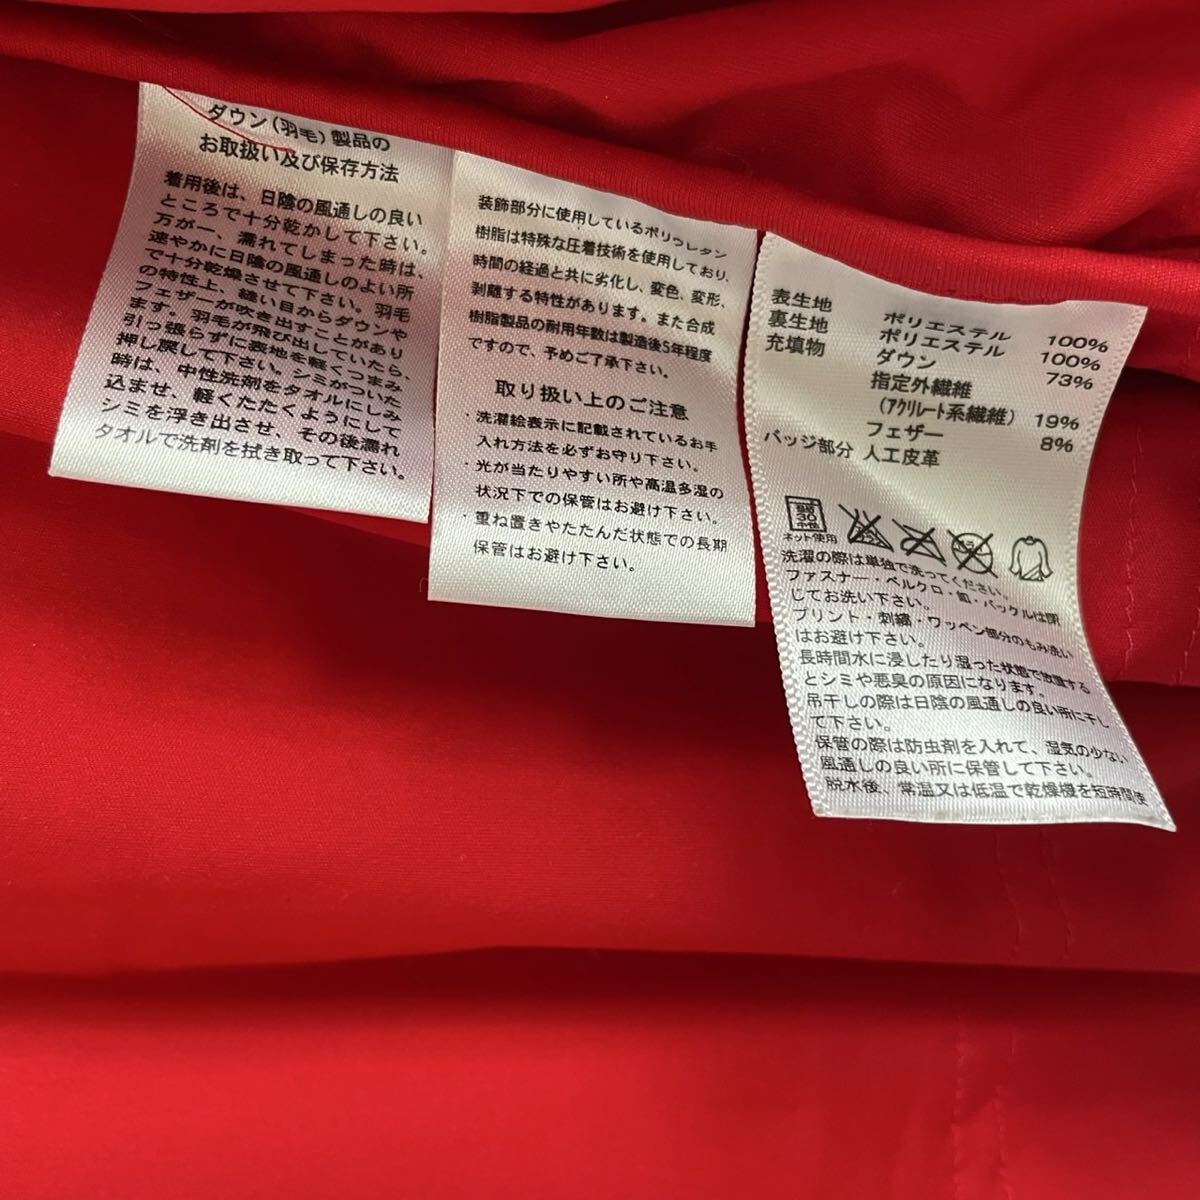 ダウン(羽毛)製品の
お取扱い及び保存方法
着用後は、日陰の風通しの良い
ところで十分乾かして下さい。
万が一、濡れてしまった時は、
速やかに日陰の風通しのよい所
で十分乾燥させて下さい。羽毛
の特性上、縫い目からダウンや
フェザーが吹き出すことがあり
ます。羽毛が飛び出していたら、
引っ張らずに表地を軽くつまみ
押し戻して下さい。シミがついた
時は、中性洗剤をタオルにしみ
込ませ、軽くたたくようにして
シミを浮き出させ、その後濡れ
タオルで洗剤を拭き取って下さい。
装飾部分に使用しているポリウレタン
樹脂は特殊な圧着技術を使用しており、
時間の経過と共に劣化し、変色、変形、
剥離する特性があります。また合成
樹脂製品の耐用年数は製造後5年程度
ですので、予めご了承下さい。
取り扱い上のご注意
・洗濯絵表示に記載されているお手
入れ方法を必ずお守り下さい。
・光が当たりやすい所や高温多湿の
状況下での保管はお避け下さい。
・重ね置きやたたんだ状態での長期
保管はお避け下さい。
表生地 ポリエステル 100%
裏生地 ポリエステル 100%
充填物 ダウン 73%
指定外繊維
(アクリレート系繊維) 19%
フェザー 8%
バッジ部分 人工皮革
30
中性
ネット使用
洗濯の際は単独で洗ってください。
ファスナー・ベルクロ・釦・バックルは閉
してお洗い下さい。
プリント・刺繍・ワッペン部分のもみ洗い
はお避け下さい。
長時間水に浸したり湿った状態で放置する
とシミや悪臭の原因になります。
吊干しの際は日陰の風通しの良い所に干し
て下さい。
保管の際は防虫剤を入れて、湿気の少ない
風通しの良い所に保管して下さい。
脱水後、常温又は低温で乾燥機を短時間使